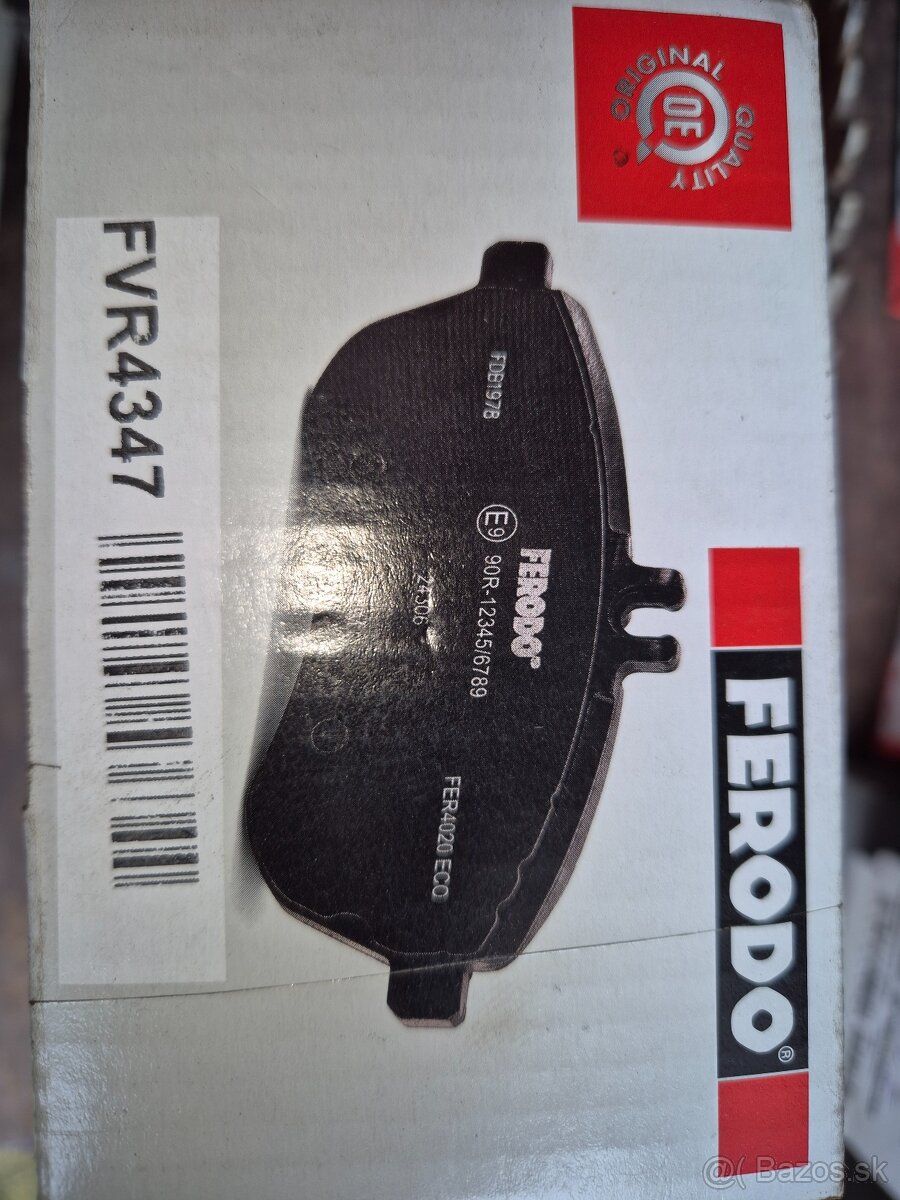 ORIGINAL
OE
QUALITY
FERODO®
FDB1978
FERODO
E9 90R-12345/6789
FER4020 ECO
FVR4347
@( Bazos.sk